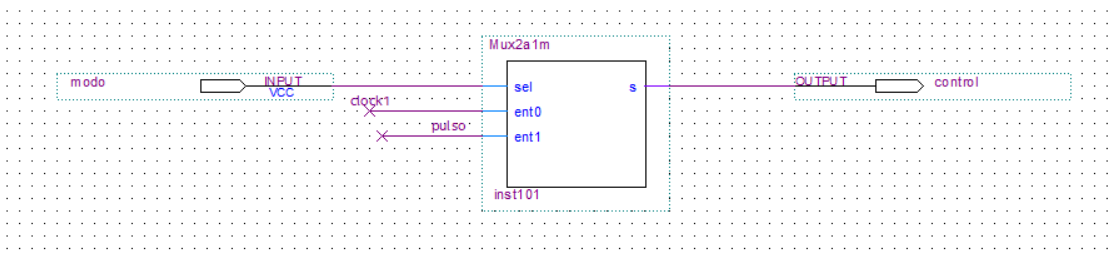 Mux2a1m
modo INPUT VCC sel s OUTPUT control
clock1 ent0
pulso ent1
inst101